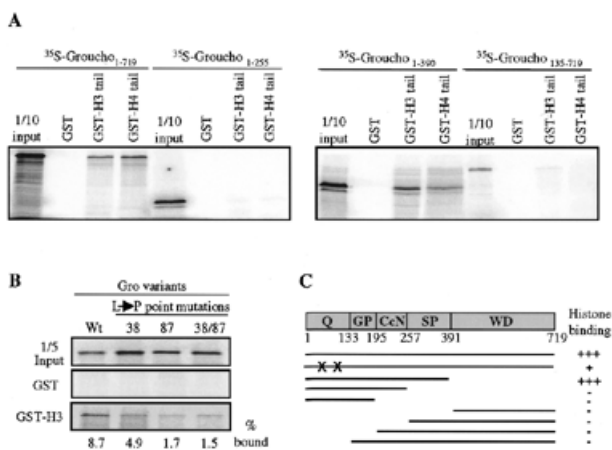 A
35S-Groucho1-719 35S-Groucho1-255
1/10 input GST GST-H3 tail GST-H4 tail 1/10 input GST GST-H3 tail GST-H4 tail
35S-Groucho1-390 35S-Groucho135-719
1/10 input GST GST-H3 tail GST-H4 tail 1/10 input GST GST-H3 tail GST-H4 tail
B
Gro variants
L→P point mutations
Wt 38 87 38/87
1/5 Input
GST
GST-H3
% bound
8.7 4.9 1.7 1.5
C
Q GP CcN SP WD
1 133 195 257 391 719
Histone binding
+++
X X +
+++
-
-
-
-
-
-